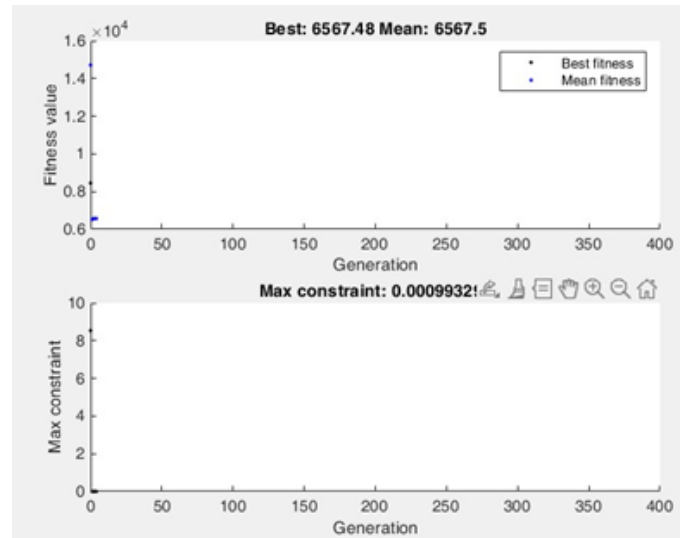 Best: 6567.48 Mean: 6567.5
×10⁴
1.6
1.4
1.2
1
0.8
0.6
Fitness value
Best fitness
Mean fitness
0 50 100 150 200 250 300 350 400
Generation
Max constraint: 0.00099329
10
8
6
4
2
0
Max constraint
0 50 100 150 200 250 300 350 400
Generation